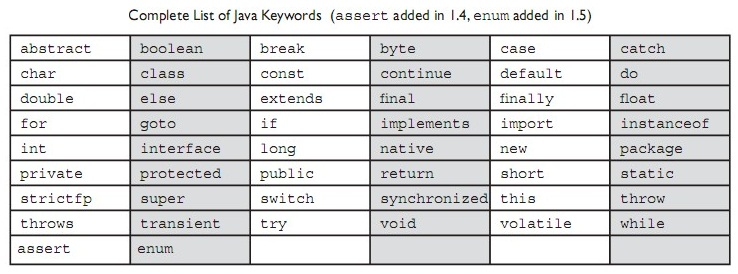 Complete List of Java Keywords (assert added in 1.4, enum added in 1.5)
abstract boolean break byte case catch
char class const continue default do
double else extends final finally float
for goto if implements import instanceof
int interface long native new package
private protected public return short static
strictfp super switch synchronized this throw
throws transient try void volatile while
assert enum